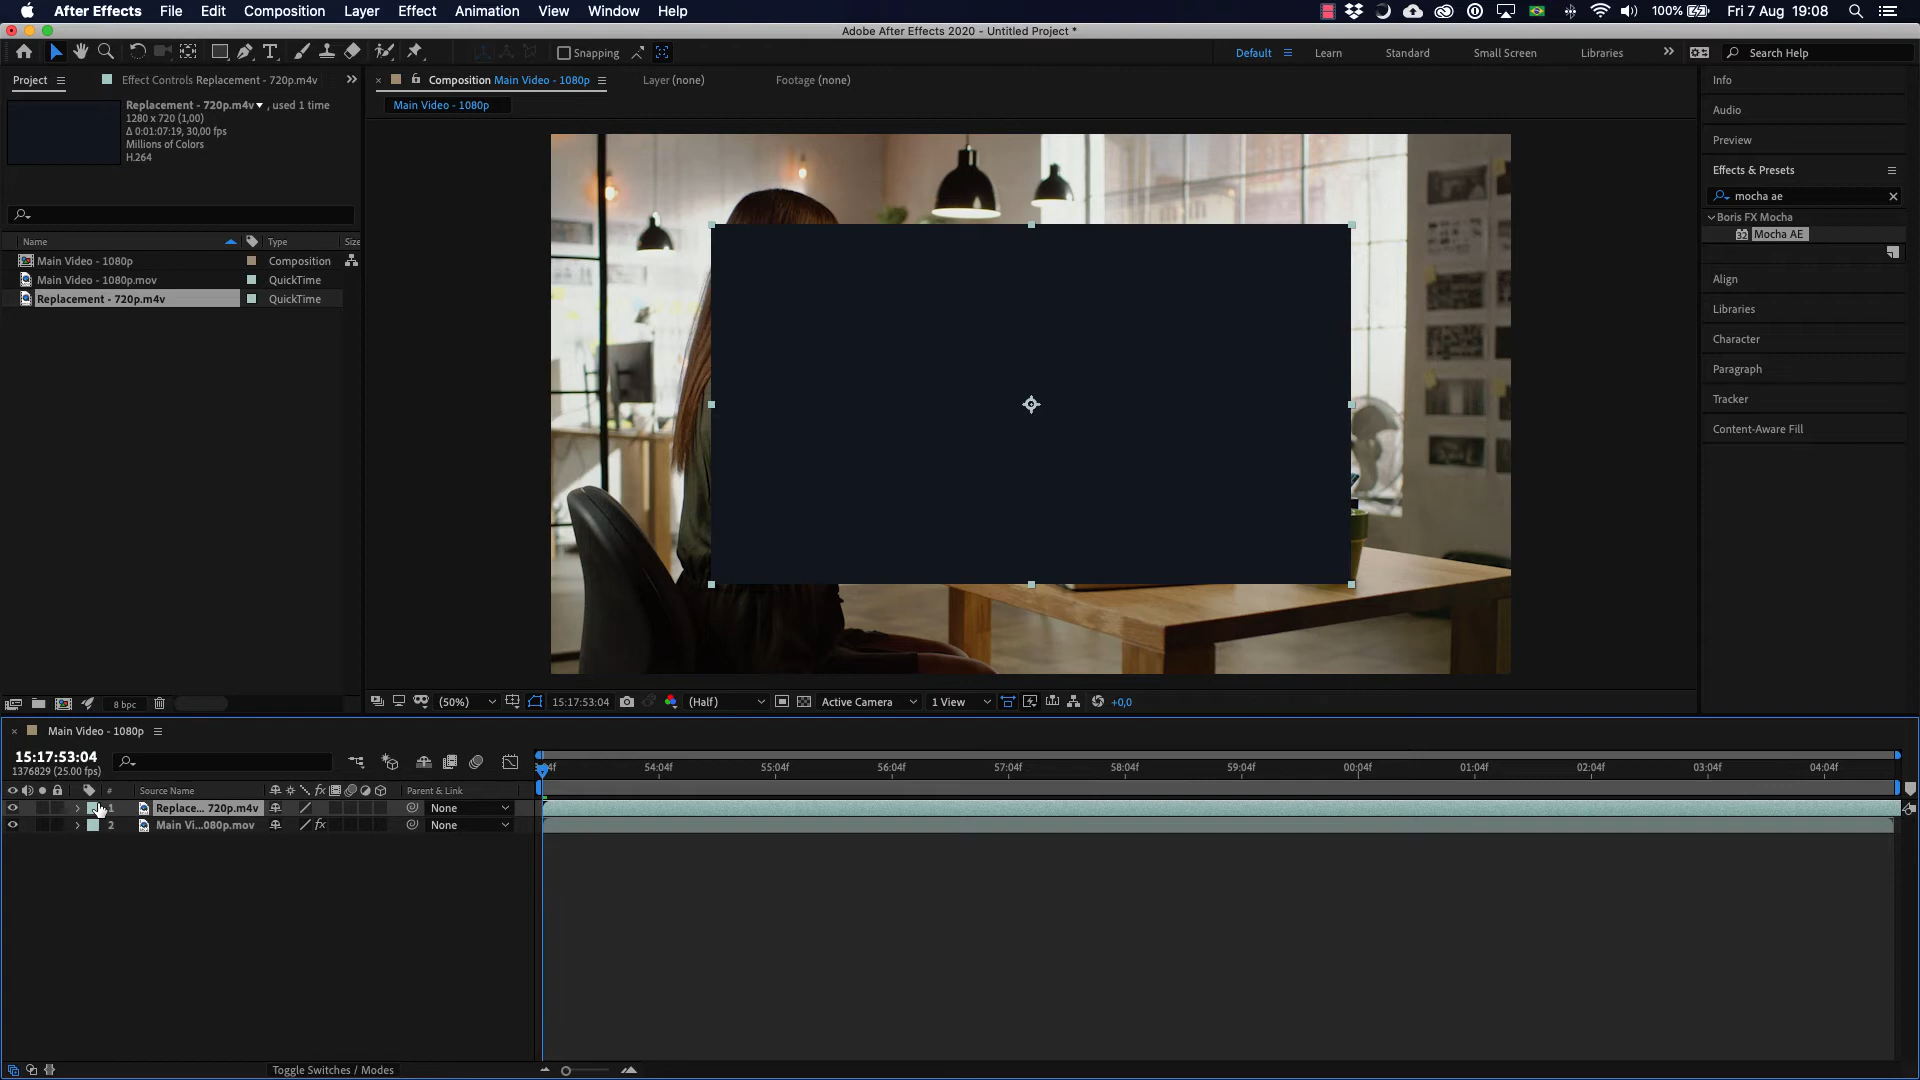 After Effects File Edit Composition Layer Effect Animation View Window Help 100% Fri 7 Aug 19:08
Adobe After Effects 2020 - Untitled Project *
Snapping Default Learn Standard Small Screen Libraries Search Help
Project Effect Controls Replacement - 720p.m4v
Composition Main Video - 1080p Layer (none) Footage (none)
Main Video - 1080p
Replacement - 720p.m4v , used 1 time
1280 x 720 (1,00)
Δ 0:01:07:19, 30,00 fps
Millions of Colors
H.264
Name Type Size
Main Video - 1080p Composition
Main Video - 1080p.mov QuickTime
Replacement - 720p.m4v QuickTime
8 bpc
(50%) 15:17:53:04 (Half) Active Camera 1 View +0,0
Info
Audio
Preview
Effects & Presets
mocha ae
Boris FX Mocha
32 Mocha AE
Align
Libraries
Character
Paragraph
Tracker
Content-Aware Fill
Main Video - 1080p
15:17:53:04
1376829 (25.00 fps)
54:04f 55:04f 56:04f 57:04f 58:04f 59:04f 00:04f 01:04f 02:04f 03:04f 04:04f
# Source Name fx Parent & Link
1 Replace... 720p.m4v None
2 Main Vi...080p.mov fx None
Toggle Switches / Modes